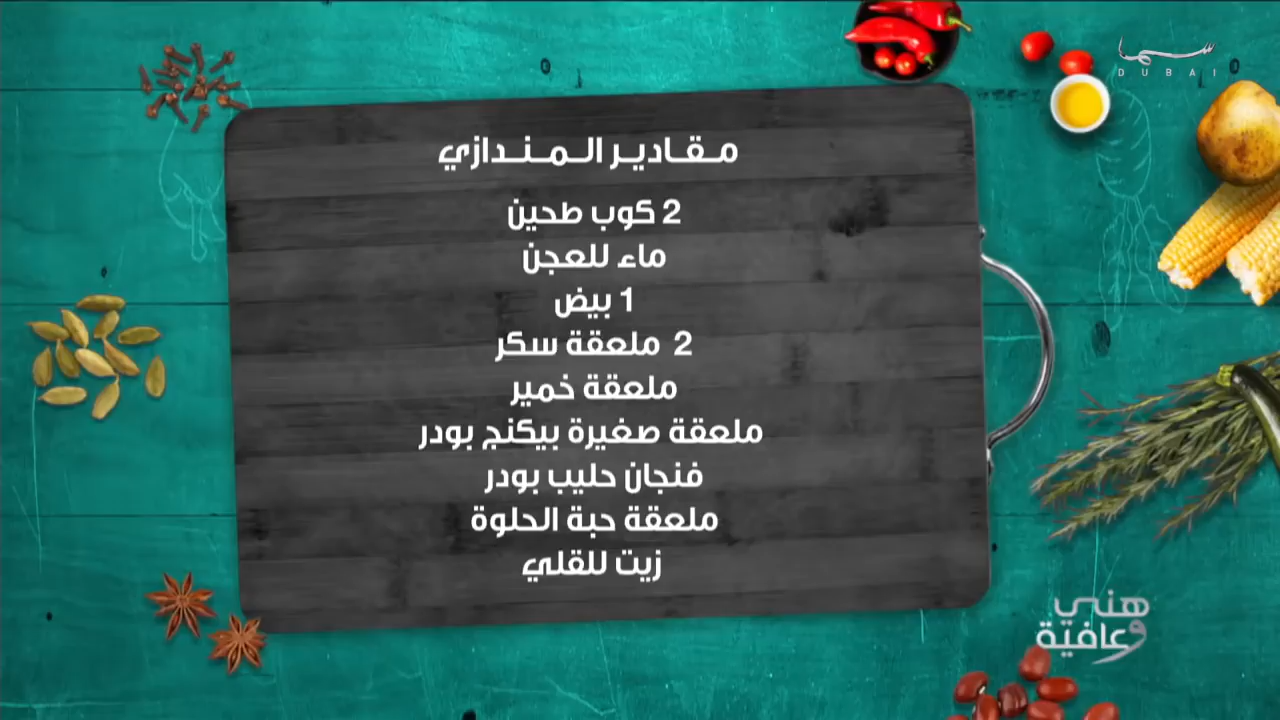 سما
DUBAI
مقادير المندازي
2 كوب طحين
ماء للعجن
1 بيض
2 ملعقة سكر
ملعقة خمير
ملعقة صغيرة بيكنج بودر
فنجان حليب بودر
ملعقة حبة الحلوة
زيت للقلي
هني
وعافية